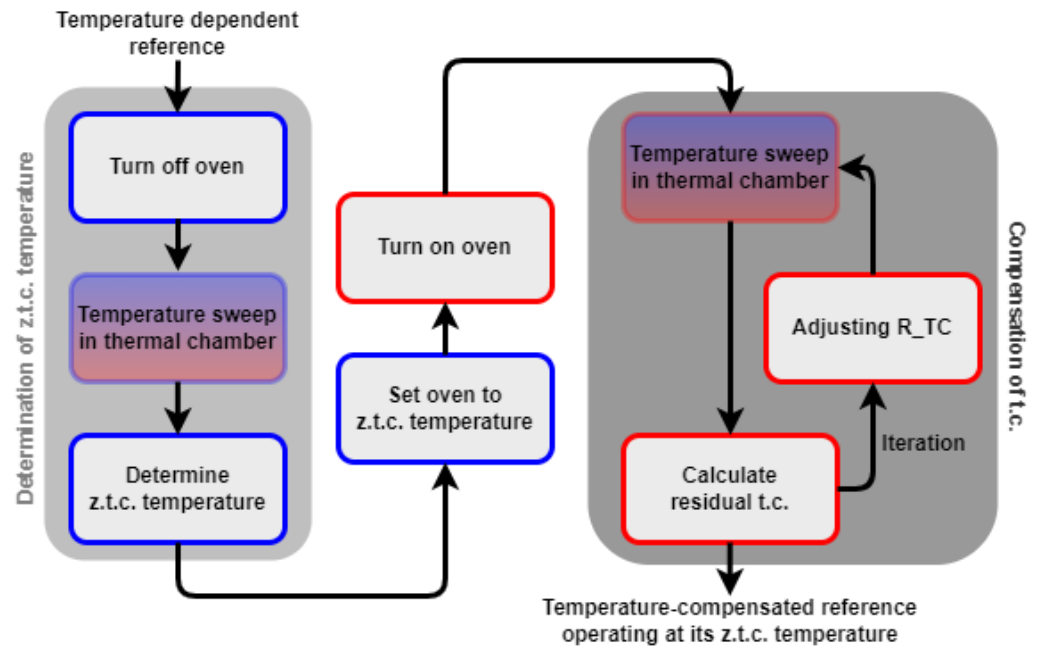 Temperature dependent
reference
Determination of z.t.c. temperature
Turn off oven
Temperature sweep
in thermal chamber
Determine
z.t.c. temperature
Set oven to
z.t.c. temperature
Turn on oven
Temperature sweep
in thermal chamber
Calculate
residual t.c.
Iteration
Adjusting R_TC
Compensation of t.c.
Temperature-compensated reference
operating at its z.t.c. temperature